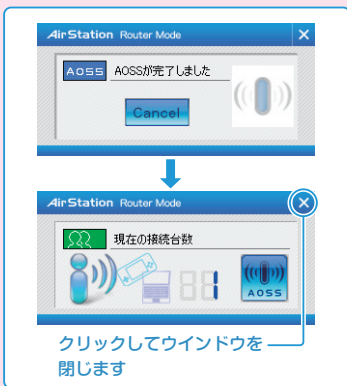 AirStation Router Mode ×
AOSS AOSSが完了しました
Cancel
AirStation Router Mode ×
現在の接続台数
1
AOSS
クリックしてウインドウを
閉じます